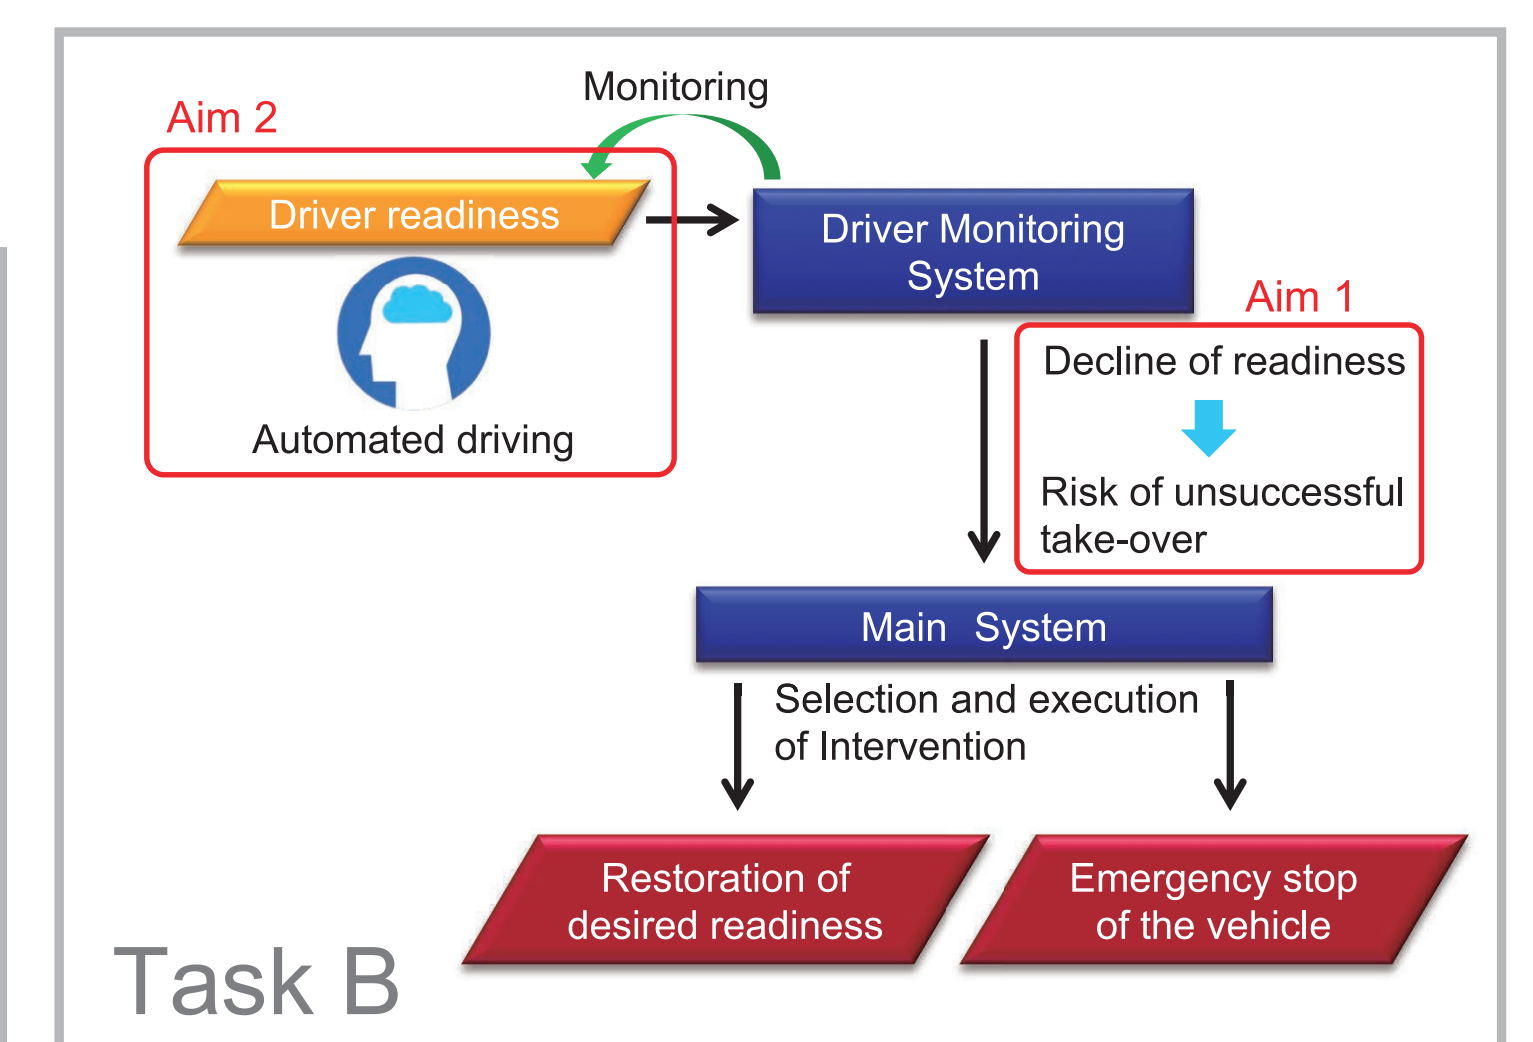 Monitoring
Aim 2
Driver readiness
Automated driving
Driver Monitoring
System
Aim 1
Decline of readiness
Risk of unsuccessful
take-over
Main System
Selection and execution
of Intervention
Restoration of
desired readiness
Emergency stop
of the vehicle
Task B